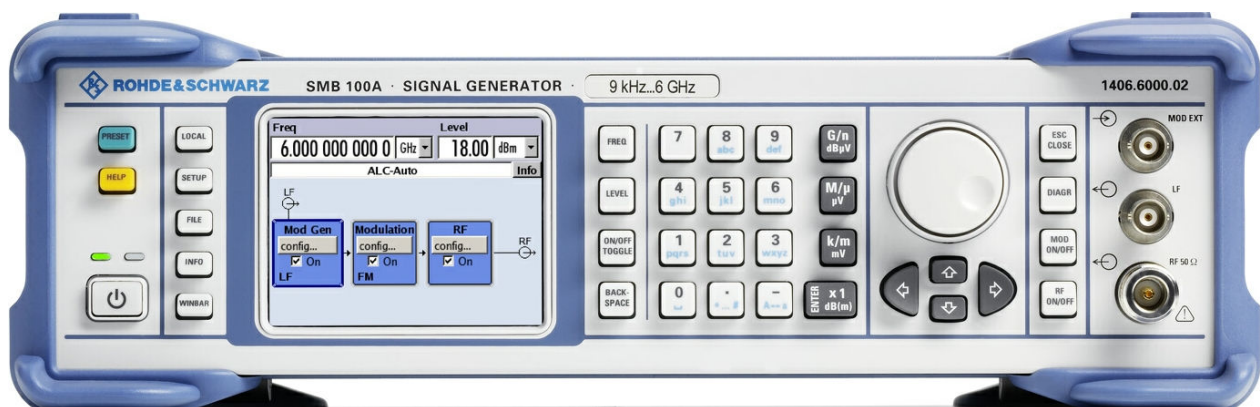 R&S ROHDE&SCHWARZ
SMB 100A · SIGNAL GENERATOR ·
9 kHz...6 GHz
1406.6000.02
PRESET
LOCAL
HELP
SETUP
FILE
INFO
WINBAR
Freq
Level
6.000 000 000 0 GHz
18.00 dBm
ALC-Auto
Info
LF
Mod Gen
config...
On
LF
Modulation
config...
On
FM
RF
config...
On
RF
FREQ
7
8
abc
9
def
G/n
dBµV
LEVEL
4
ghi
5
jkl
6
mno
M/µ
µV
ON/OFF
TOGGLE
1
pqrs
2
tuv
3
wxyz
k/m
mV
BACK-
SPACE
0
.
* ... #
–
ENTER
x 1
dB(m)
ESC
CLOSE
DIAGR
MOD
ON/OFF
RF
ON/OFF
MOD EXT
LF
RF 50 Ω